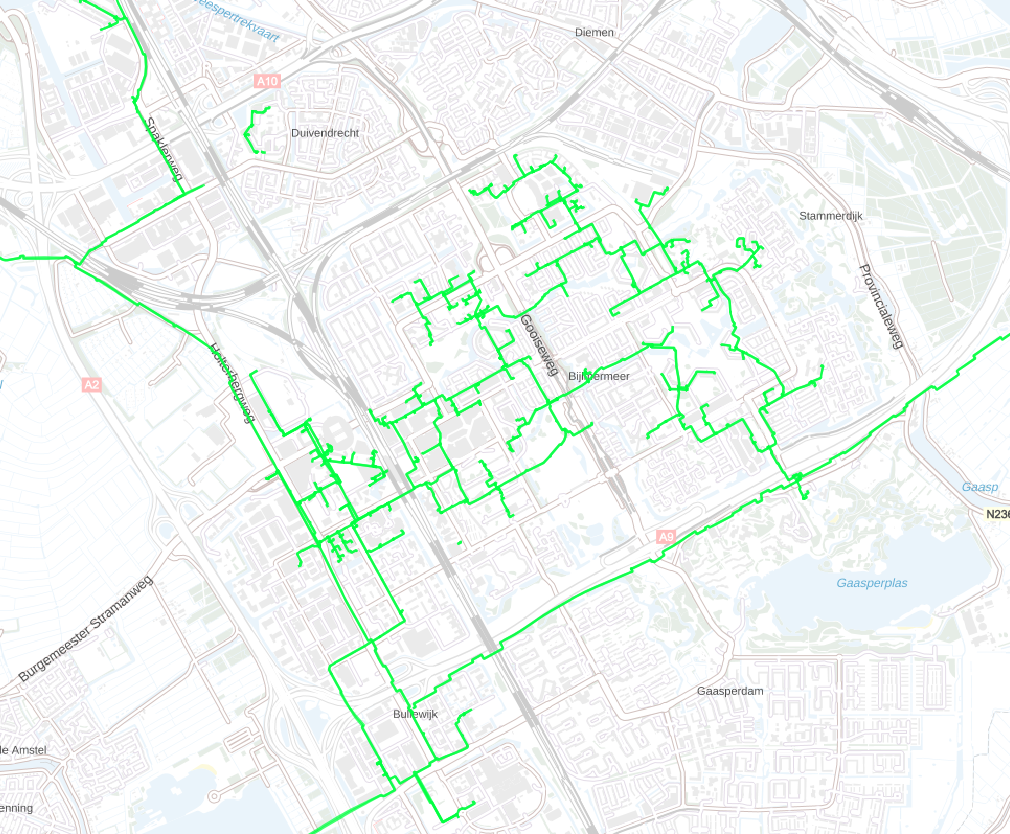 Weespertrekvaart
Diemen
A10
Spaklerweg
Duivendrecht
Stammerdijk
Provincialeweg
Gooiseweg
Holterbergweg
A2
Bijlmermeer
Gaasp
N236
A9
Gaasperplas
Burgemeester Stramanweg
Gaasperdam
Bullewijk
de Amstel
enning